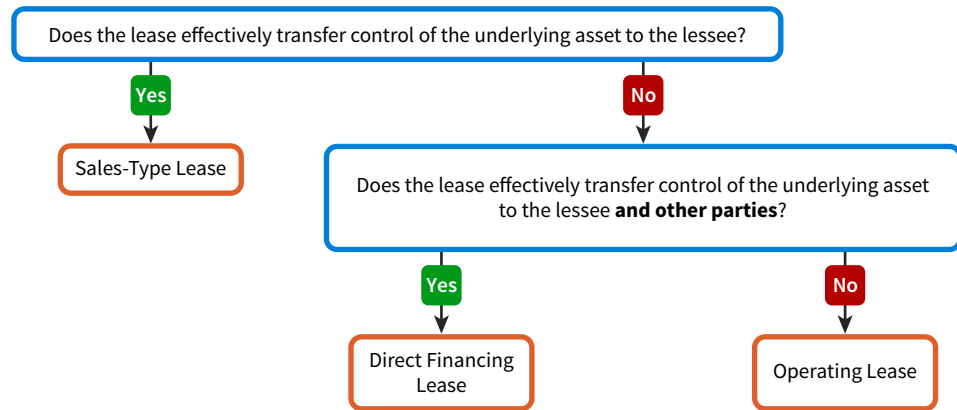 Does the lease effectively transfer control of the underlying asset to the lessee?
Yes
No
Sales-Type Lease
Does the lease effectively transfer control of the underlying asset
to the lessee and other parties?
Yes
No
Direct Financing
Lease
Operating Lease